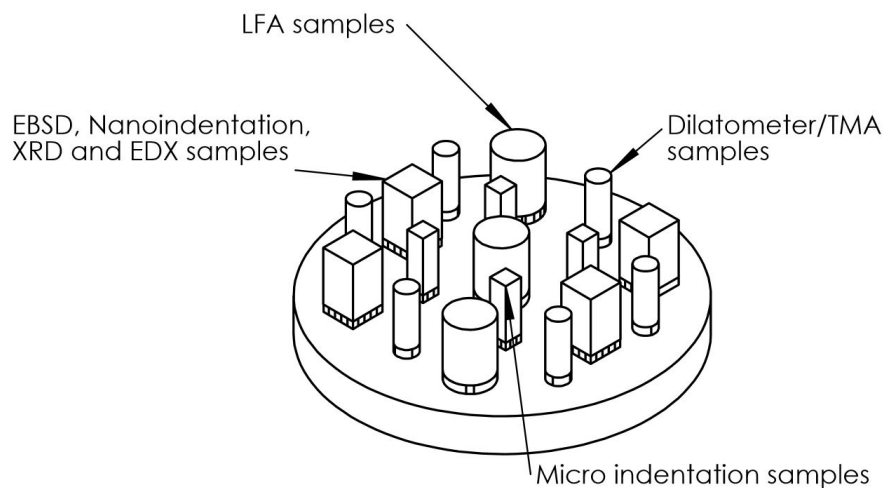 LFA samples
EBSD, Nanoindentation,
XRD and EDX samples
Dilatometer/TMA
samples
Micro indentation samples